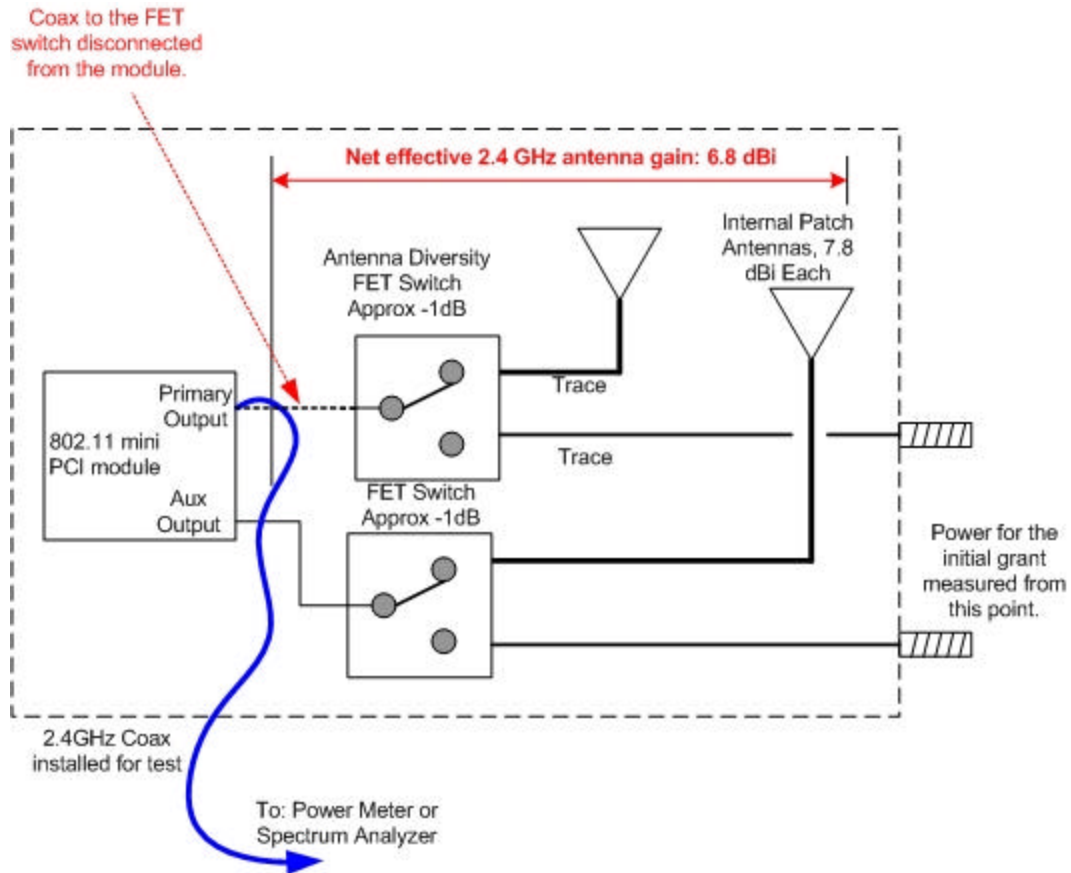 Coax to the FET
switch disconnected
from the module.
Net effective 2.4 GHz antenna gain: 6.8 dBi
Internal Patch
Antennas, 7.8
dBi Each
Antenna Diversity
FET Switch
Approx -1dB
Primary
Output
802.11 mini
PCI module
Aux
Output
Trace
Trace
FET Switch
Approx -1dB
Power for the
initial grant
measured from
this point.
2.4GHz Coax
installed for test
To: Power Meter or
Spectrum Analyzer